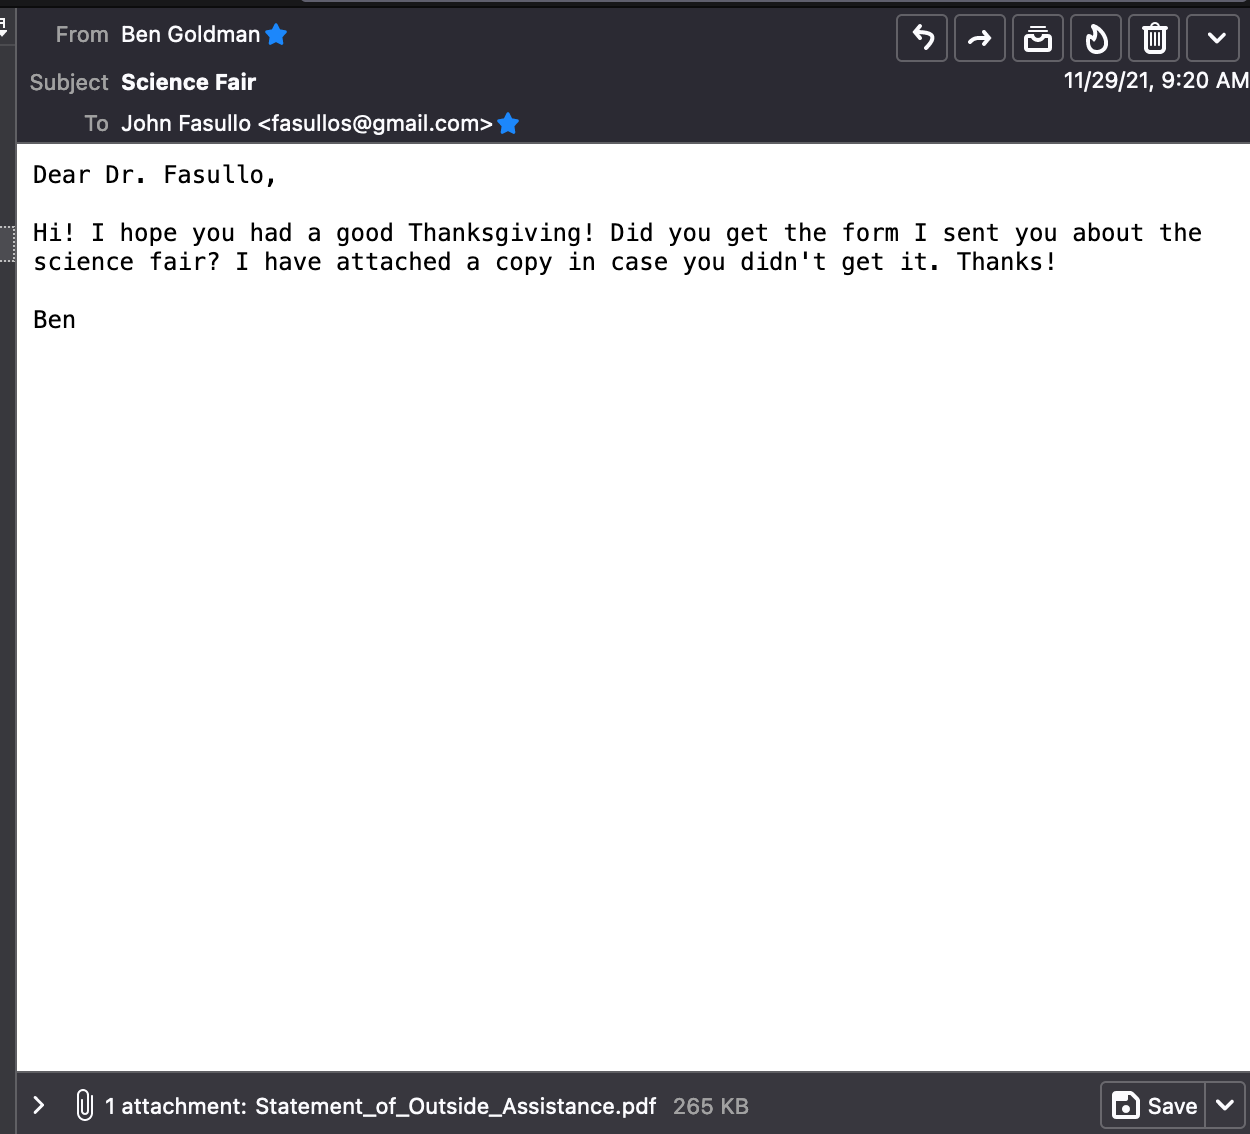 From Ben Goldman
Subject Science Fair
11/29/21, 9:20 AM
To John Fasullo <fasullos@gmail.com>
Dear Dr. Fasullo,
Hi! I hope you had a good Thanksgiving! Did you get the form I sent you about the
science fair? I have attached a copy in case you didn't get it. Thanks!
Ben
1 attachment: Statement_of_Outside_Assistance.pdf 265 KB
Save